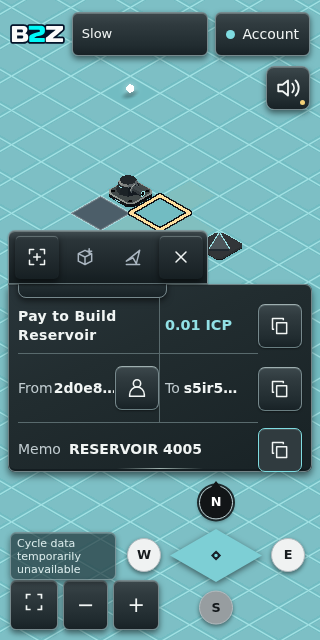 B2Z
Slow
Account
Pay to Build
Reservoir
0.01 ICP
From 2d0e8...
To s5ir5...
Memo RESERVOIR 4005
N
W
E
S
Cycle data
temporarily
unavailable
− +